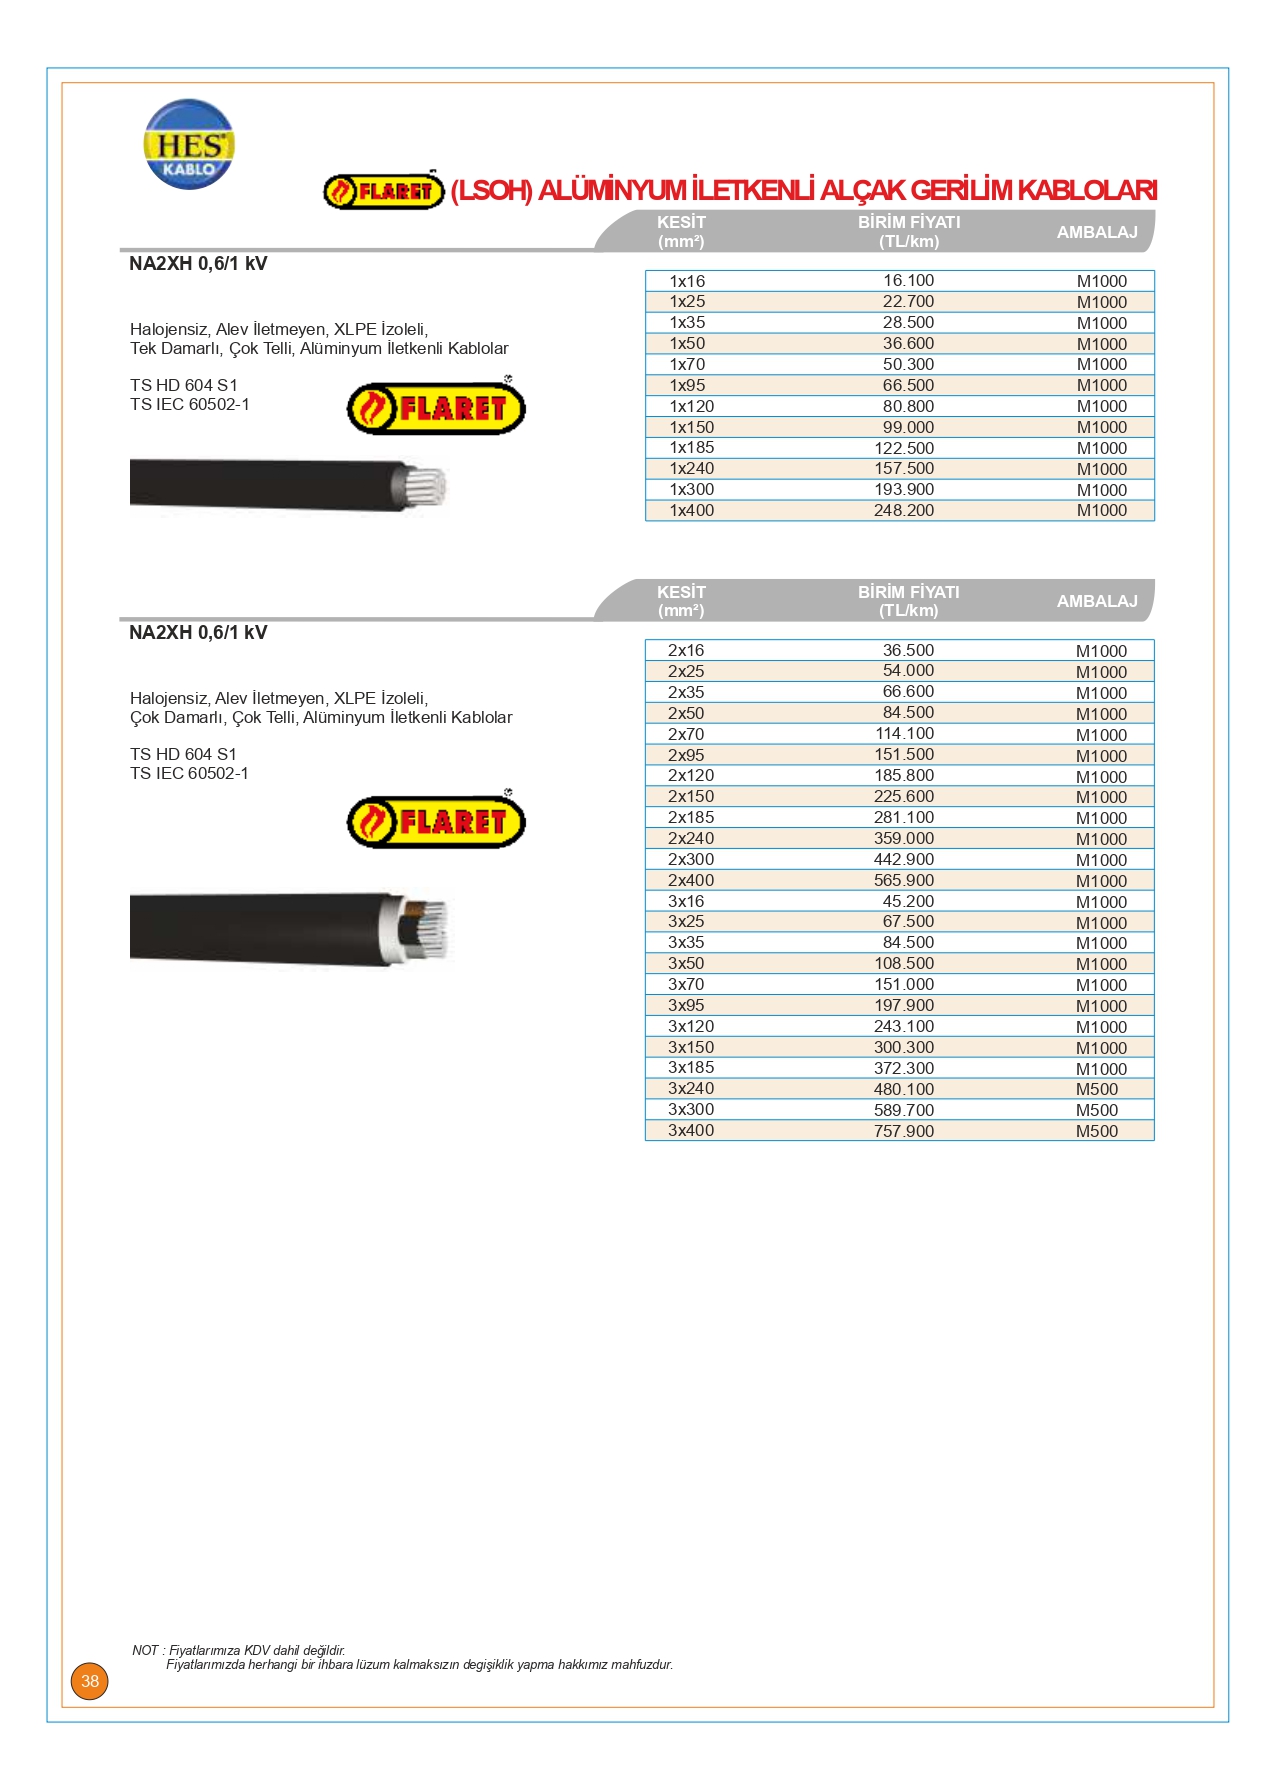 HES
KABLO
FLARET (LSOH) ALÜMİNYUM İLETKENLİ ALÇAK GERİLİM KABLOLARI
KESİT (mm²) BİRİM FİYATI (TL/km) AMBALAJ
NA2XH 0,6/1 kV
Halojensiz, Alev İletmeyen, XLPE İzoleli,
Tek Damarlı, Çok Telli, Alüminyum İletkenli Kablolar
TS HD 604 S1
TS IEC 60502-1
FLARET
1x16 16.100 M1000
1x25 22.700 M1000
1x35 28.500 M1000
1x50 36.600 M1000
1x70 50.300 M1000
1x95 66.500 M1000
1x120 80.800 M1000
1x150 99.000 M1000
1x185 122.500 M1000
1x240 157.500 M1000
1x300 193.900 M1000
1x400 248.200 M1000
KESİT (mm²) BİRİM FİYATI (TL/km) AMBALAJ
NA2XH 0,6/1 kV
Halojensiz, Alev İletmeyen, XLPE İzoleli,
Çok Damarlı, Çok Telli, Alüminyum İletkenli Kablolar
TS HD 604 S1
TS IEC 60502-1
FLARET
2x16 36.500 M1000
2x25 54.000 M1000
2x35 66.600 M1000
2x50 84.500 M1000
2x70 114.100 M1000
2x95 151.500 M1000
2x120 185.800 M1000
2x150 225.600 M1000
2x185 281.100 M1000
2x240 359.000 M1000
2x300 442.900 M1000
2x400 565.900 M1000
3x16 45.200 M1000
3x25 67.500 M1000
3x35 84.500 M1000
3x50 108.500 M1000
3x70 151.000 M1000
3x95 197.900 M1000
3x120 243.100 M1000
3x150 300.300 M1000
3x185 372.300 M1000
3x240 480.100 M500
3x300 589.700 M500
3x400 757.900 M500
NOT : Fiyatlarımıza KDV dahil değildir.
Fiyatlarımızda herhangi bir ihbara lüzum kalmaksızın degişiklik yapma hakkımız mahfuzdur.
38